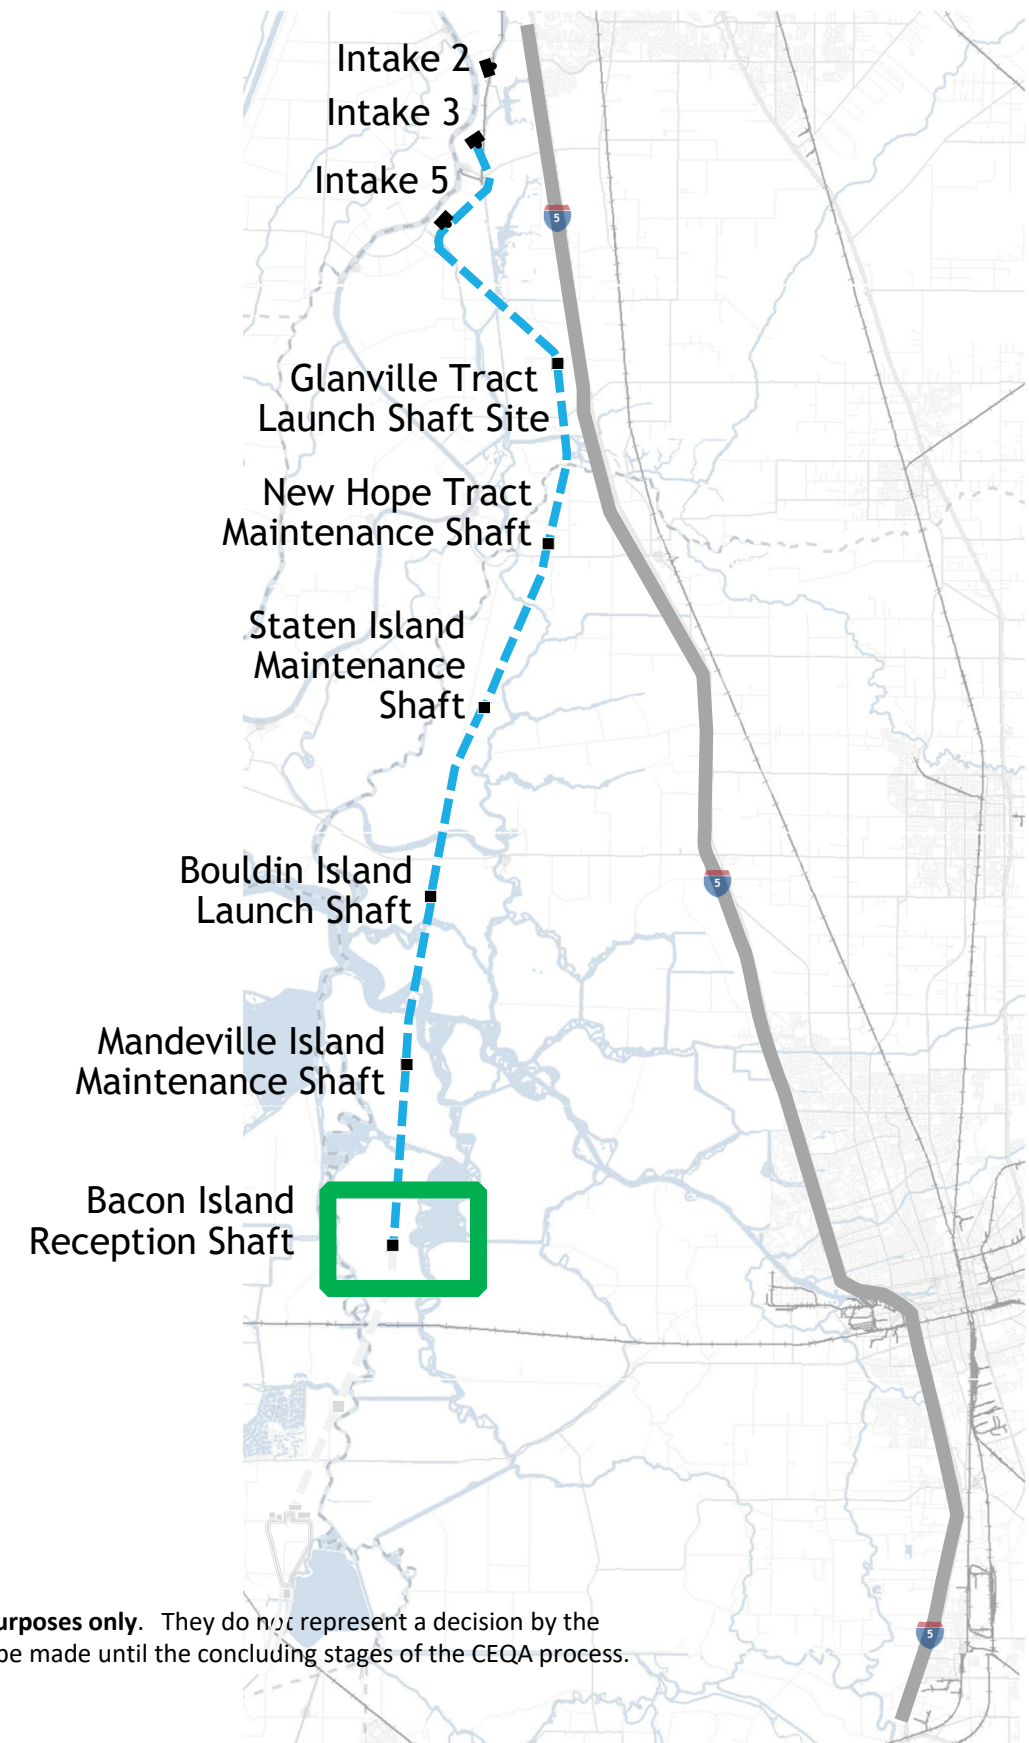 Intake 2
Intake 3
Intake 5
5
Glanville Tract
Launch Shaft Site
New Hope Tract
Maintenance Shaft
Staten Island
Maintenance
Shaft
Bouldin Island
Launch Shaft
5
Mandeville Island
Maintenance Shaft
Bacon Island
Reception Shaft
urposes only. They do not represent a decision by the
be made until the concluding stages of the CEQA process.
5